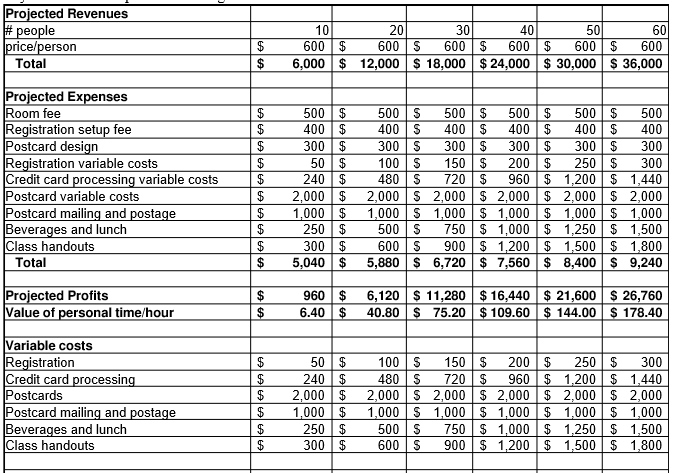 Projected Revenues
# people 10 20 30 40 50 60
price/person $ 600 $ 600 $ 600 $ 600 $ 600 $ 600
Total $ 6,000 $ 12,000 $ 18,000 $ 24,000 $ 30,000 $ 36,000
Projected Expenses
Room fee $ 500 $ 500 $ 500 $ 500 $ 500 $ 500
Registration setup fee $ 400 $ 400 $ 400 $ 400 $ 400 $ 400
Postcard design $ 300 $ 300 $ 300 $ 300 $ 300 $ 300
Registration variable costs $ 50 $ 100 $ 150 $ 200 $ 250 $ 300
Credit card processing variable costs $ 240 $ 480 $ 720 $ 960 $ 1,200 $ 1,440
Postcard variable costs $ 2,000 $ 2,000 $ 2,000 $ 2,000 $ 2,000 $ 2,000
Postcard mailing and postage $ 1,000 $ 1,000 $ 1,000 $ 1,000 $ 1,000 $ 1,000
Beverages and lunch $ 250 $ 500 $ 750 $ 1,000 $ 1,250 $ 1,500
Class handouts $ 300 $ 600 $ 900 $ 1,200 $ 1,500 $ 1,800
Total $ 5,040 $ 5,880 $ 6,720 $ 7,560 $ 8,400 $ 9,240
Projected Profits $ 960 $ 6,120 $ 11,280 $ 16,440 $ 21,600 $ 26,760
Value of personal time/hour $ 6.40 $ 40.80 $ 75.20 $ 109.60 $ 144.00 $ 178.40
Variable costs
Registration $ 50 $ 100 $ 150 $ 200 $ 250 $ 300
Credit card processing $ 240 $ 480 $ 720 $ 960 $ 1,200 $ 1,440
Postcards $ 2,000 $ 2,000 $ 2,000 $ 2,000 $ 2,000 $ 2,000
Postcard mailing and postage $ 1,000 $ 1,000 $ 1,000 $ 1,000 $ 1,000 $ 1,000
Beverages and lunch $ 250 $ 500 $ 750 $ 1,000 $ 1,250 $ 1,500
Class handouts $ 300 $ 600 $ 900 $ 1,200 $ 1,500 $ 1,800